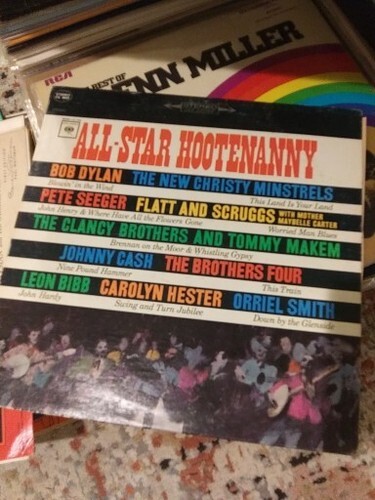 RCA
BEST OF
ENN MILLER
STEREO
COLUMBIA
ALL-STAR HOOTENANNY
BOB DYLAN THE NEW CHRISTY MINSTRELS
Blowin' in the Wind This Land Is Your Land
PETE SEEGER FLATT AND SCRUGGS WITH MOTHER MAYBELLE CARTER
John Henry & Where Have All the Flowers Gone Worried Man Blues
THE CLANCY BROTHERS AND TOMMY MAKEM
Brennan on the Moor & Whistling Gypsy
JOHNNY CASH THE BROTHERS FOUR
Nine Pound Hammer This Train
LEON BIBB CAROLYN HESTER ORRIEL SMITH
John Hardy Swing and Turn Jubilee Down by the Glenside